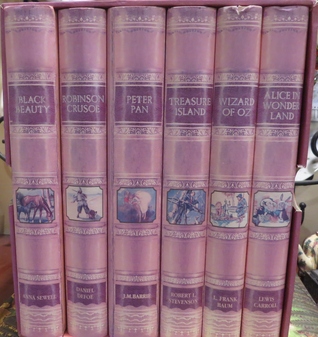 BLACK
BEAUTY
ANNA SEWELL
ROBINSON
CRUSOE
DANIEL
DEFOE
PETER
PAN
J.M. BARRIE
TREASURE
ISLAND
ROBERT L.
STEVENSON
WIZARD
OF OZ
L. FRANK
BAUM
ALICE IN
WONDER
LAND
LEWIS
CARROLL